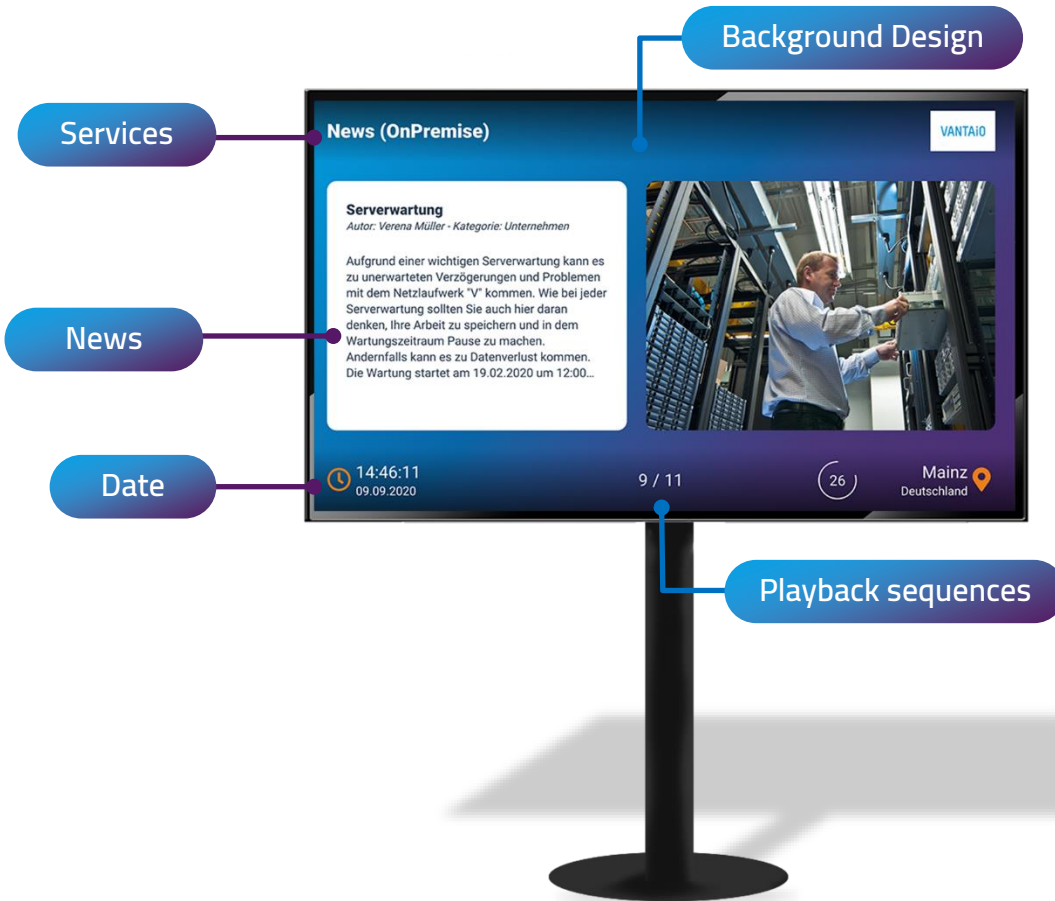 Background Design
Services
News (OnPremise)
VANTAiO
Serverwartung
Autor: Verena Müller - Kategorie: Unternehmen
Aufgrund einer wichtigen Serverwartung kann es
zu unerwarteten Verzögerungen und Problemen
mit dem Netzlaufwerk "V" kommen. Wie bei jeder
Serverwartung sollten Sie auch hier daran
denken, Ihre Arbeit zu speichern und in dem
Wartungszeitraum Pause zu machen.
Andernfalls kann es zu Datenverlust kommen.
Die Wartung startet am 19.02.2020 um 12:00...
News
Date
14:46:11
09.09.2020
9 / 11
26
Mainz
Deutschland
Playback sequences